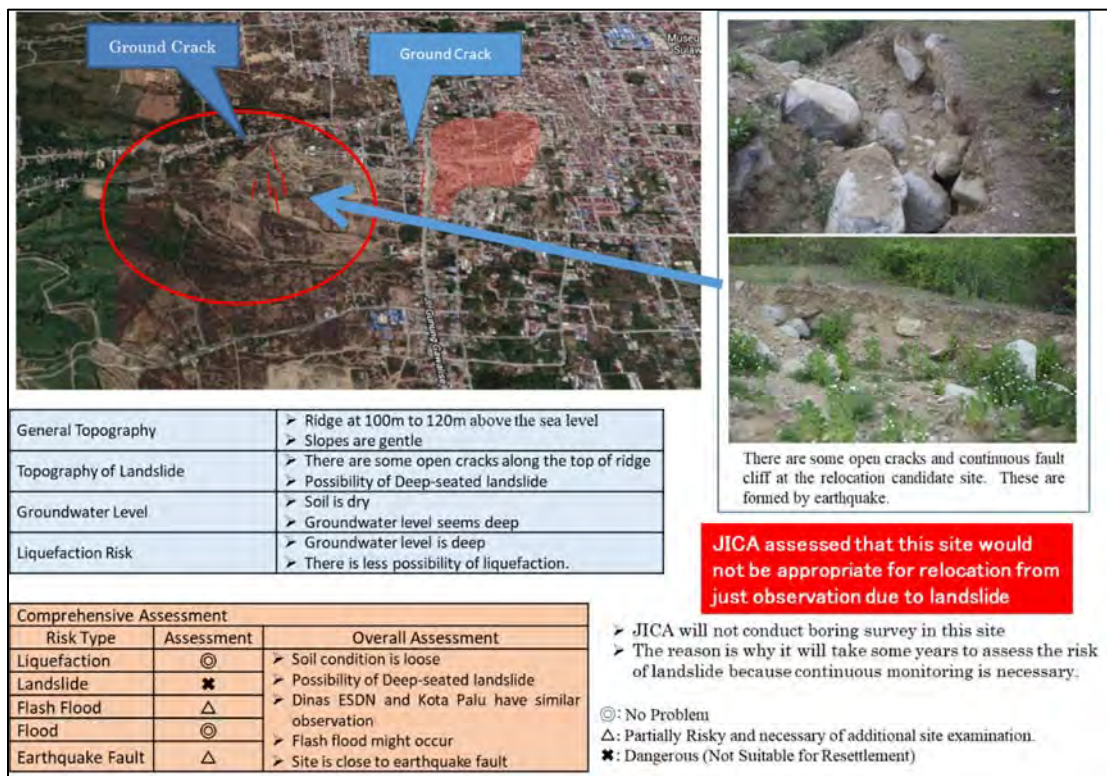 Ground Crack
Ground Crack
Museum
Sulaw
There are some open cracks and continuous fault
cliff at the relocation candidate site. These are
formed by earthquake.
General Topography
➤ Ridge at 100m to 120m above the sea level
➤ Slopes are gentle
Topography of Landslide
➤ There are some open cracks along the top of ridge
➤ Possibility of Deep-seated landslide
Groundwater Level
➤ Soil is dry
➤ Groundwater level seems deep
Liquefaction Risk
➤ Groundwater level is deep
➤ There is less possibility of liquefaction.
JICA assessed that this site would
not be appropriate for relocation from
just observation due to landslide
➤ JICA will not conduct boring survey in this site
➤ The reason is why it will take some years to assess the risk
of landslide because continuous monitoring is necessary.
Comprehensive Assessment
Risk Type Assessment Overall Assessment
Liquefaction ◎
Landslide ✖
Flash Flood △
Flood ◎
Earthquake Fault △
➤ Soil condition is loose
➤ Possibility of Deep-seated landslide
➤ Dinas ESDN and Kota Palu have similar
observation
➤ Flash flood might occur
➤ Site is close to earthquake fault
◎: No Problem
△: Partially Risky and necessary of additional site examination.
✖: Dangerous (Not Suitable for Resettlement)